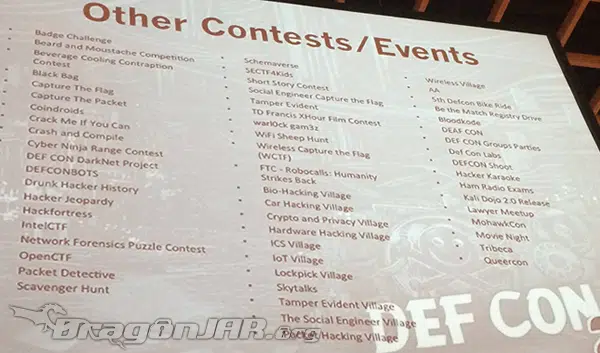 Other Contests/Events
Badge Challenge
Beard and Moustache Competition
Beverage Cooling Contraption
Contest
Black Bag
Capture The Flag
Capture The Packet
Coindroids
Crack Me If You Can
Crash and Compile
Cyber Ninja Range Contest
DEF CON DarkNet Project
DEFCONBOTS
Drunk Hacker History
Hacker Jeopardy
Hackfortress
IntelCTF
Network Forensics Puzzle Contest
OpenCTF
Packet Detective
Scavenger Hunt
Schemaverse
SECTF4Kids
Short Story Contest
Social Engineer Capture the Flag
Tamper Evident
TD Francis XHour Film Contest
warl0ck gam3z
WiFi Sheep Hunt
Wireless Capture the Flag
(WCTF)
FTC - Robocalls: Humanity
Strikes Back
Bio-Hacking Village
Car Hacking Village
Crypto and Privacy Village
Hardware Hacking Village
ICS Village
IoT Village
Lockpick Village
Skytalks
Tamper Evident Village
The Social Engineer Village
Hacking Village
Wireless Village
AA
5th Defcon Bike Ride
Be the Match Registry Drive
Bloodkode
DEAF CON
DEF CON Groups Parties
Def Con Labs
DEFCON Shoot
Hacker Karaoke
Ham Radio Exams
Kali Dojo 2.0 Release
Lawyer Meetup
MohawkCon
Movie Night
Tribeca
Queercon
DEF CON
DragonJAR.org